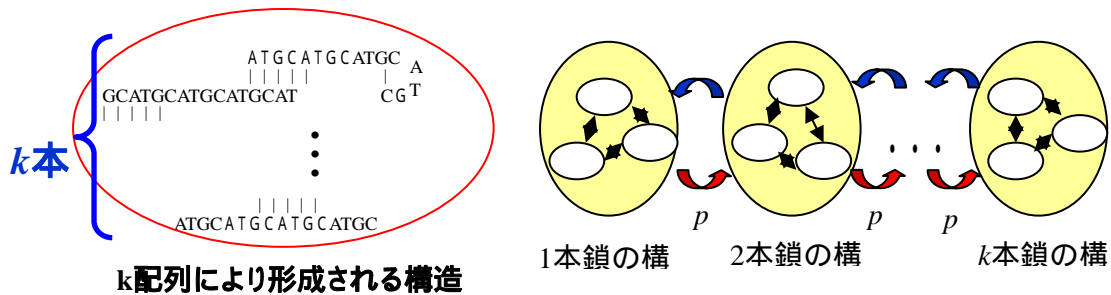 ATGCATGCATGC
A
T
CG
GCATGCATGCATGCAT
k本
ATGCATGCATGCATGC
k配列により形成される構造
p
p
p
1本鎖の構
2本鎖の構
k本鎖の構